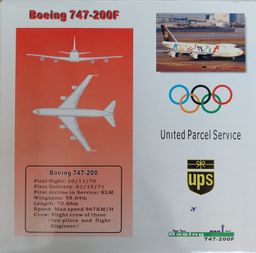 Boeing 747-200F
United Parcel Service
ups
Boeing 747-200
First flight: 10/11/70
First Delivery: 01/15/71
First Airline in Service: KLM
Wingspna: 59.64m
Length: 70.66m
Speed: Max speed 967KM/H
Crew: Flight crew of three
(two pilots and flight
Engineer)
Boeing
747-200F